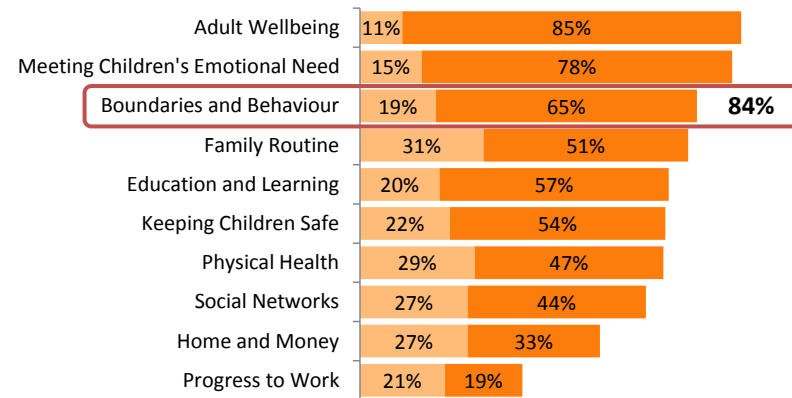 Adult Wellbeing 11% 85%
Meeting Children's Emotional Need 15% 78%
Boundaries and Behaviour 19% 65% 84%
Family Routine 31% 51%
Education and Learning 20% 57%
Keeping Children Safe 22% 54%
Physical Health 29% 47%
Social Networks 27% 44%
Home and Money 27% 33%
Progress to Work 21% 19%